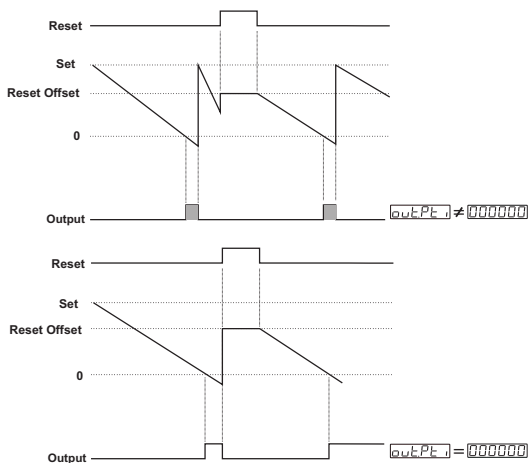 Reset
Set
Reset Offset
0
Output
outPt1 ≠ 000000
Reset
Set
Reset Offset
0
Output
outPt1 = 000000